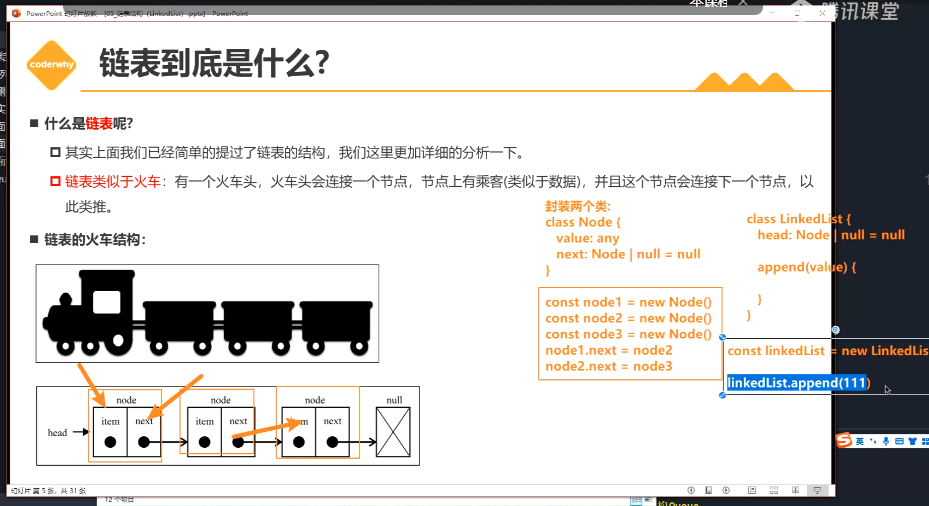 PowerPoint 幻灯片放映 - [05_链表结构 (LinkedList) .pptx] - PowerPoint
腾讯课堂
coderwhy
链表到底是什么?
什么是链表呢?
其实上面我们已经简单的提过了链表的结构，我们这里更加详细的分析一下。
链表类似于火车：有一个火车头，火车头会连接一个节点，节点上有乘客(类似于数据)，并且这个节点会连接下一个节点，以
此类推。
链表的火车结构：
封装两个类:
class Node {
value: any
next: Node | null = null
}
class LinkedList {
head: Node | null = null
append(value) {
}
}
const node1 = new Node()
const node2 = new Node()
const node3 = new Node()
node1.next = node2
node2.next = node3
const linkedList = new LinkedLis
linkedList.append(111)
node
node
node
null
head
item
next
item
next
item
next
英
幻灯片 第 5 张，共 31 张
12 个项目